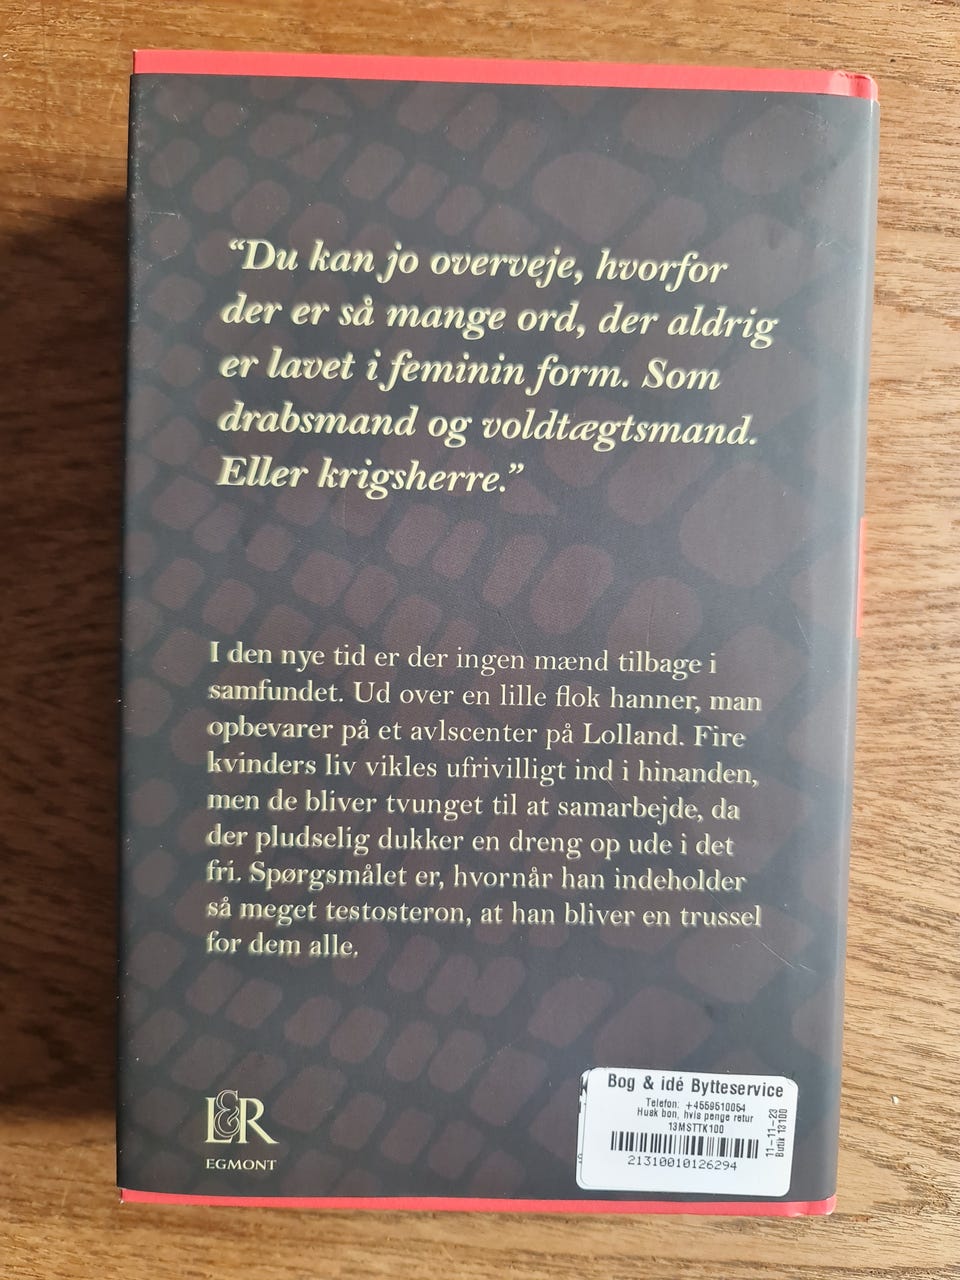 “Du kan jo overveje, hvorfor
der er så mange ord, der aldrig
er lavet i feminin form. Som
drabsmand og voldtægtsmand.
Eller krigsherre.”
I den nye tid er der ingen mænd tilbage i
samfundet. Ud over en lille flok hanner, man
opbevarer på et avlscenter på Lolland. Fire
kvinders liv vikles ufrivilligt ind i hinanden,
men de bliver tvunget til at samarbejde, da
der pludselig dukker en dreng op ude i det
fri. Spørgsmålet er, hvornår han indeholder
så meget testosteron, at han bliver en trussel
for dem alle.
L&R
EGMONT
Bog & idé Bytteservice
Telefon: +4559510054
Husk bon, hvis penge retur
13MSTTK100
21310010126294
11-11-23
Butik 13100